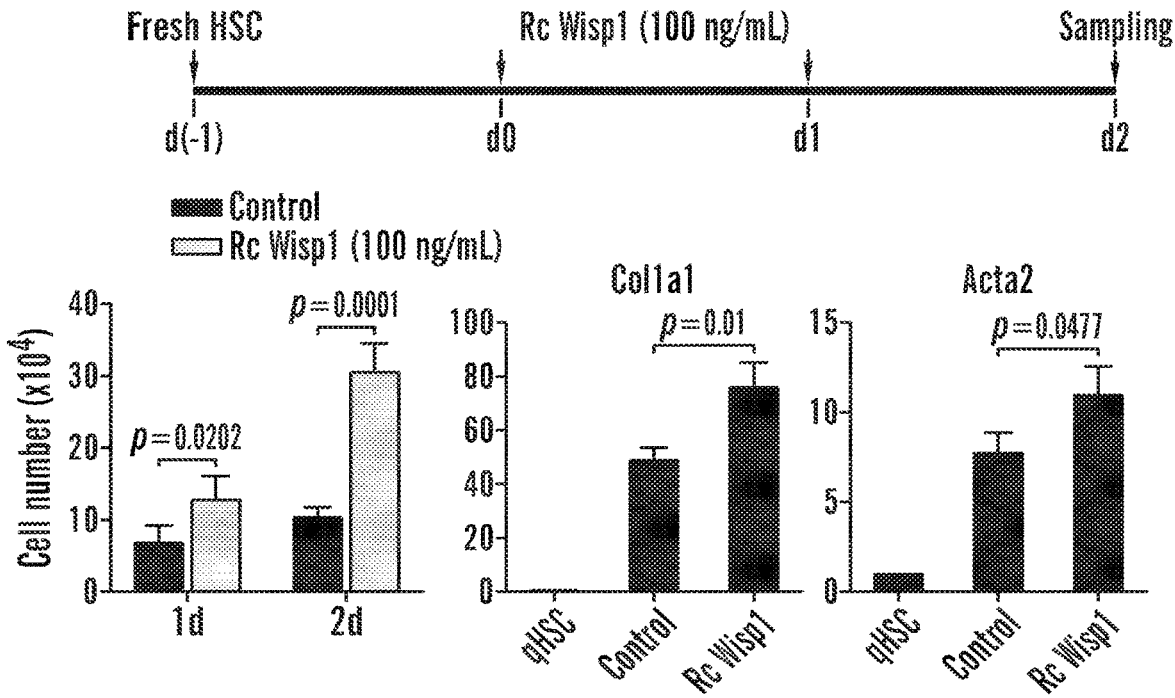 Fresh HSC
Rc Wisp1 (100 ng/mL)
Sampling
d(-1)
d0
d1
d2
Control
Rc Wisp1 (100 ng/mL)
Cell number (x10⁴)
40
30
20
10
0
p=0.0202
p=0.0001
1d
2d
Col1a1
100
80
60
40
20
0
p=0.01
qHSC
Control
Rc Wisp1
Acta2
15
10
5
0
p=0.0477
qHSC
Control
Rc Wisp1